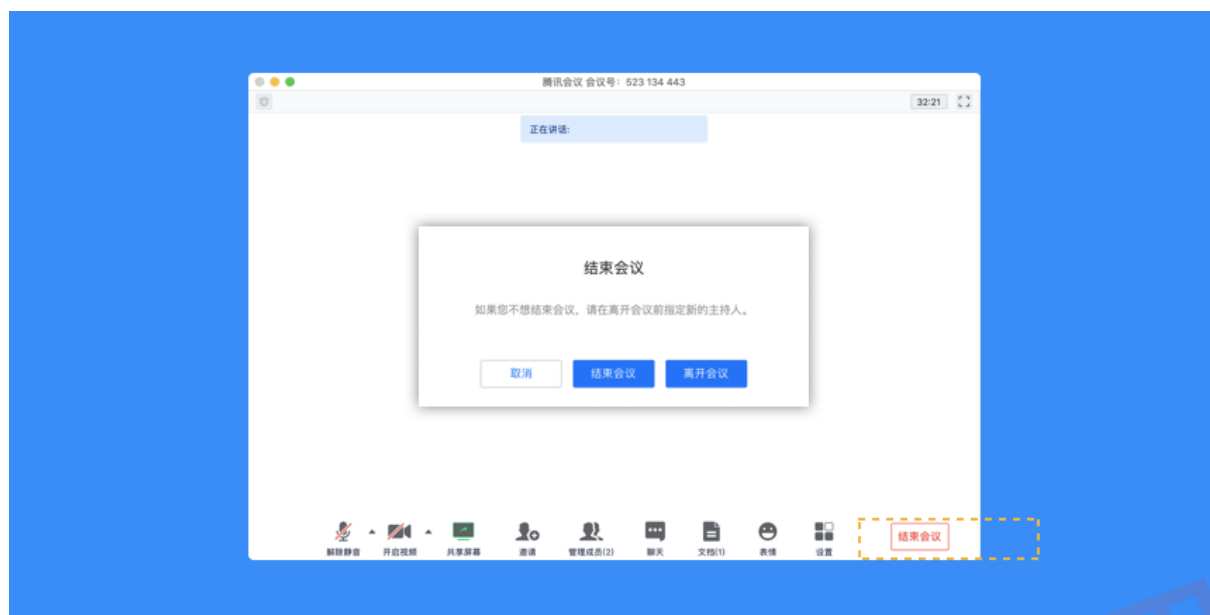 腾讯会议 会议号：523 134 443
32:21
正在讲话:
结束会议
如果您不想结束会议，请在离开会议前指定新的主持人。
取消 结束会议 离开会议
解除静音 开启视频 共享屏幕 邀请 管理成员(2) 聊天 文档(1) 表情 设置 结束会议